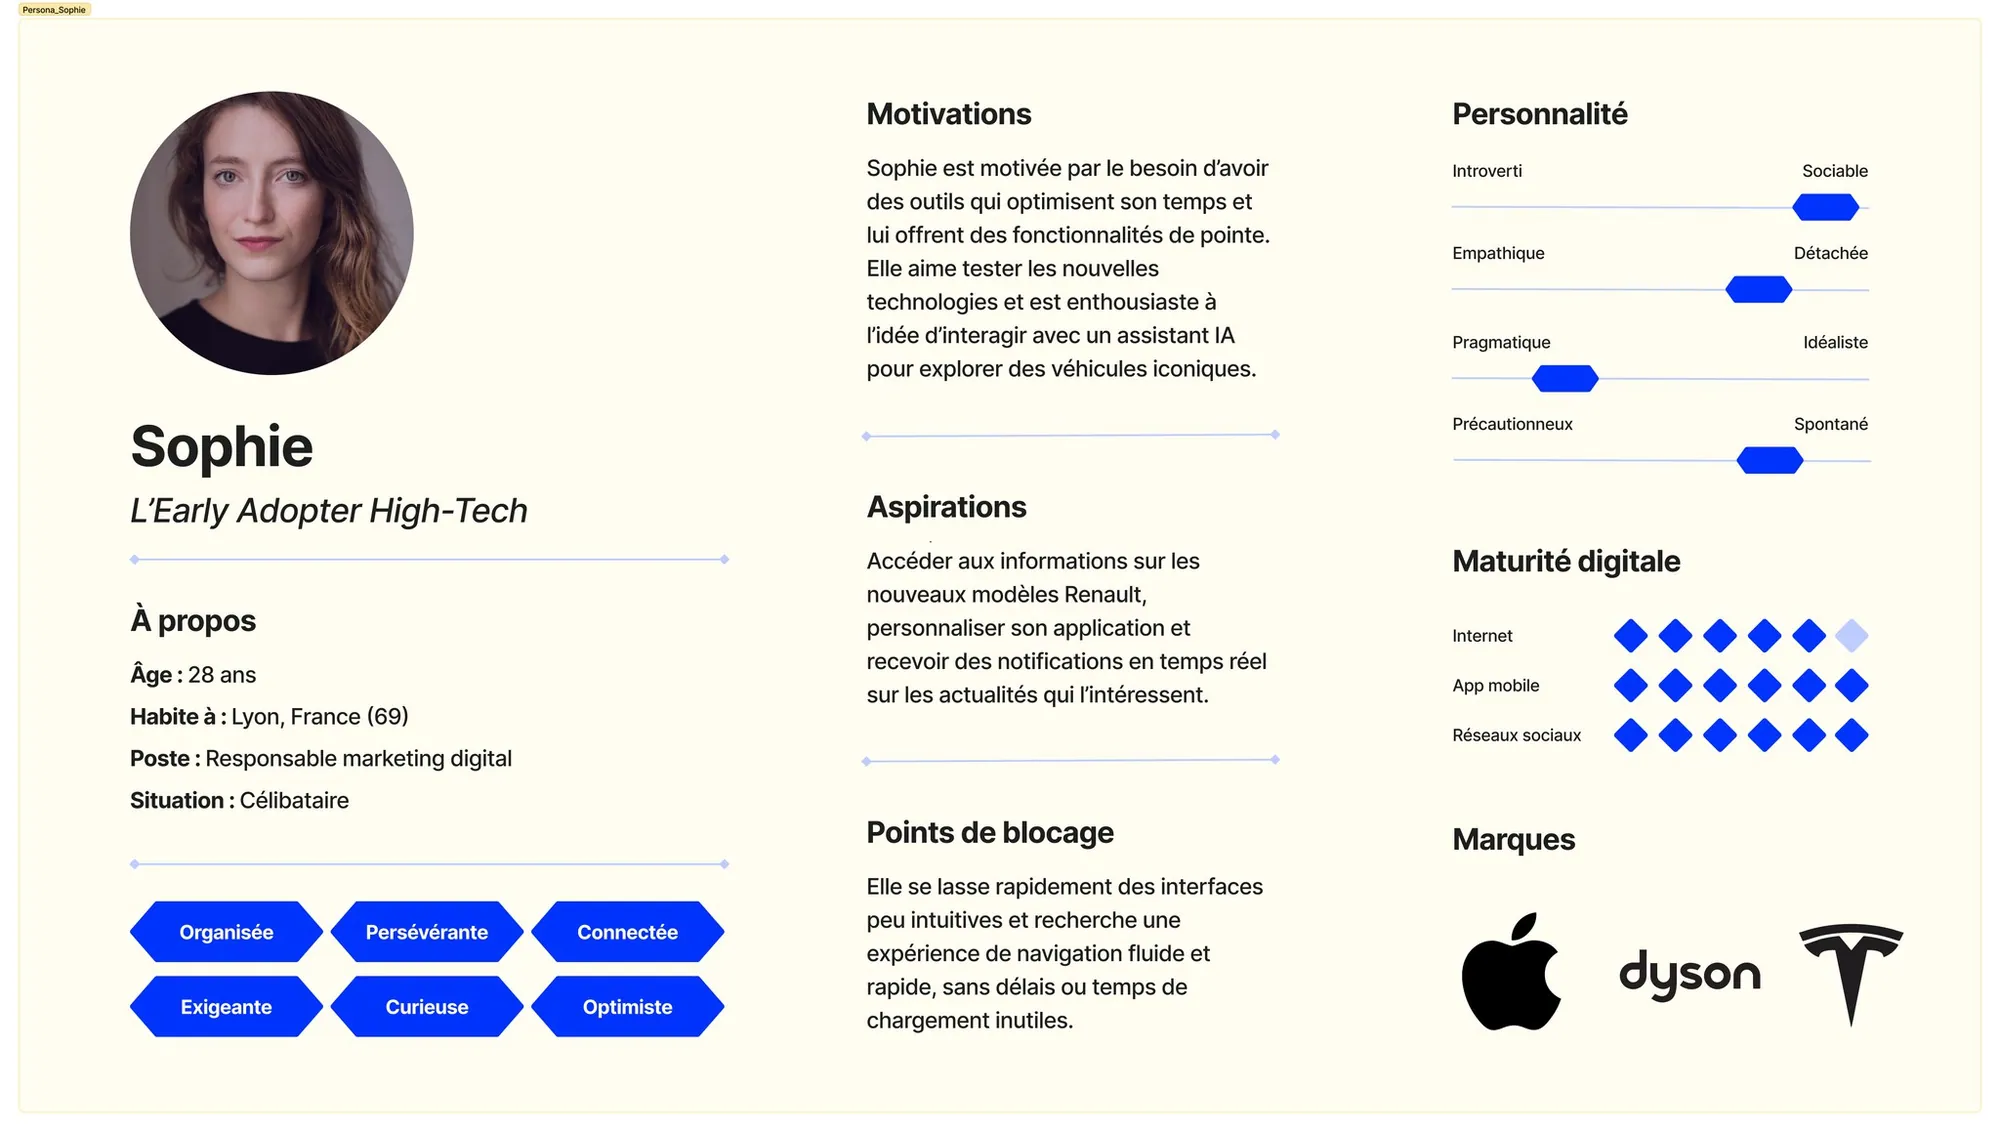 Persona_Sophie
Sophie
L’Early Adopter High-Tech
À propos
Âge : 28 ans
Habite à : Lyon, France (69)
Poste : Responsable marketing digital
Situation : Célibataire
Organisée
Persévérante
Connectée
Exigeante
Curieuse
Optimiste
Motivations
Sophie est motivée par le besoin d’avoir
des outils qui optimisent son temps et
lui offrent des fonctionnalités de pointe.
Elle aime tester les nouvelles
technologies et est enthousiaste à
l’idée d’interagir avec un assistant IA
pour explorer des véhicules iconiques.
Aspirations
Accéder aux informations sur les
nouveaux modèles Renault,
personnaliser son application et
recevoir des notifications en temps réel
sur les actualités qui l’intéressent.
Points de blocage
Elle se lasse rapidement des interfaces
peu intuitives et recherche une
expérience de navigation fluide et
rapide, sans délais ou temps de
chargement inutiles.
Personnalité
Introverti Sociable
Empathique Détachée
Pragmatique Idéaliste
Précautionneux Spontané
Maturité digitale
Internet
App mobile
Réseaux sociaux
Marques
dyson